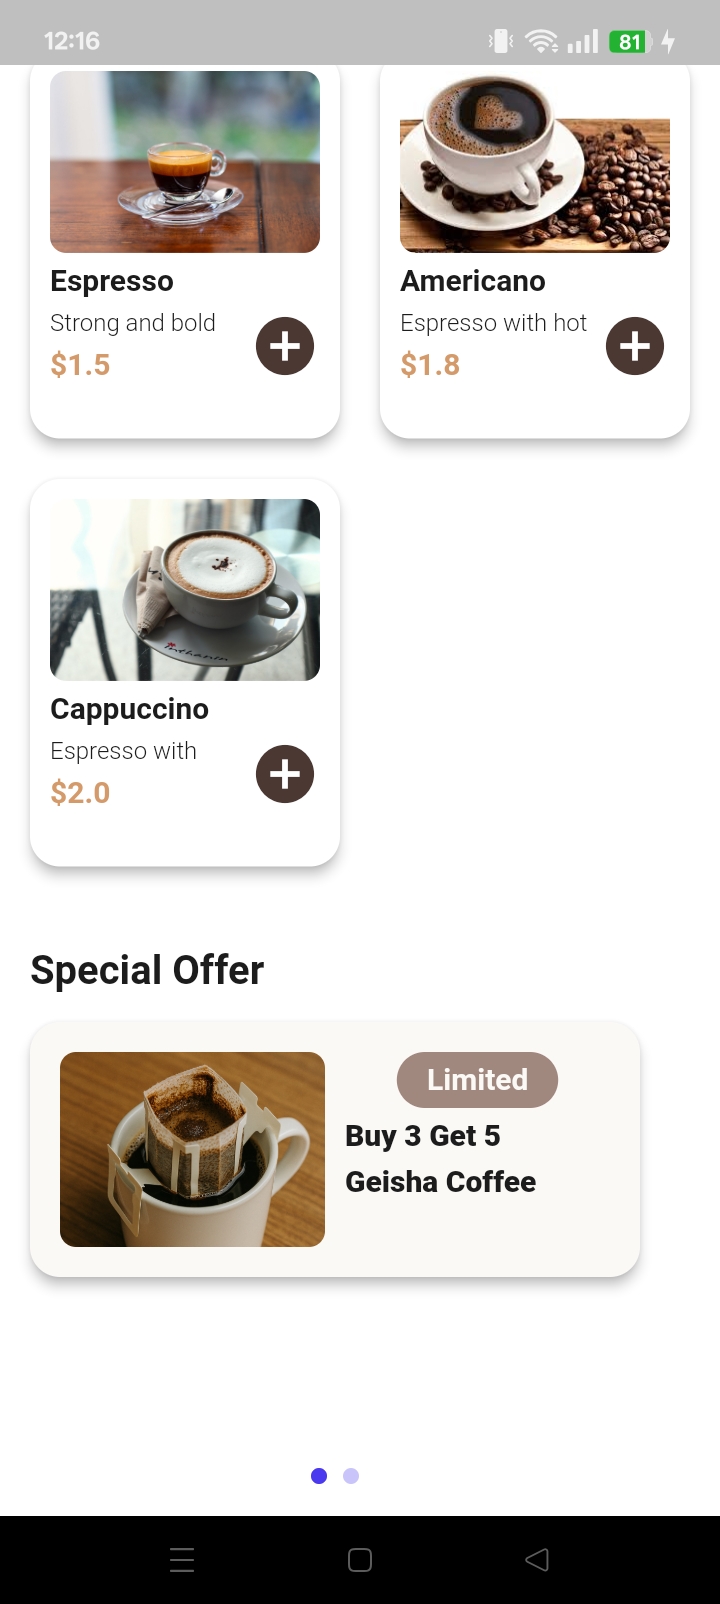 12:16
81
Espresso
Strong and bold
$1.5
Americano
Espresso with hot
$1.8
Cappuccino
Espresso with
$2.0
Special Offer
Limited
Buy 3 Get 5
Geisha Coffee